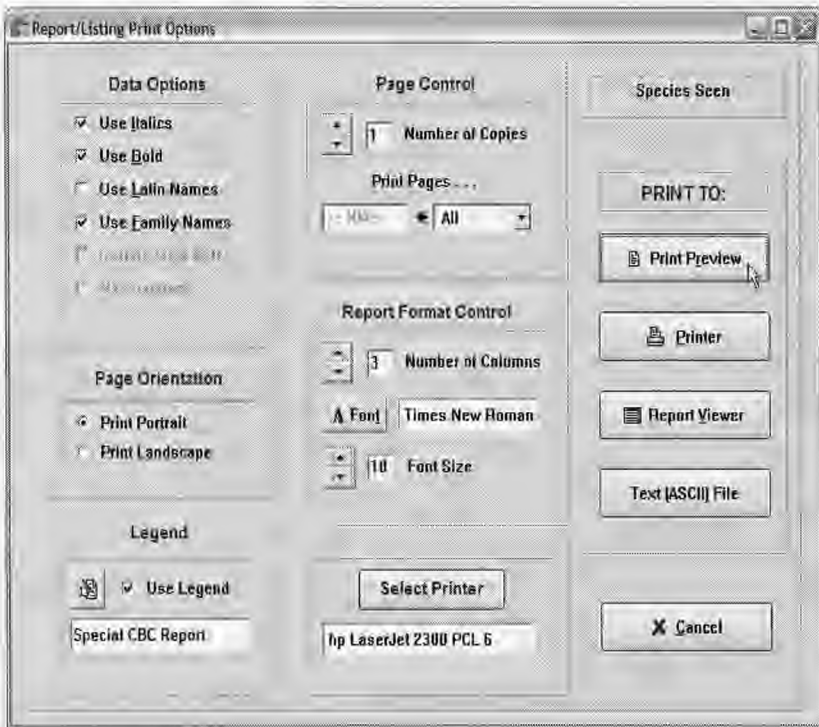 Report/Listing Print Options
Data Options
Use Italics
Use Bold
Use Latin Names
Use Family Names
Page Orientation
Print Portrait
Print Landscape
Legend
Use Legend
Special CBC Report
Page Control
1 Number of Copies
Print Pages...
All
Report Format Control
3 Number of Columns
A Font Times New Roman
10 Font Size
Select Printer
hp LaserJet 2300 PCL 6
Species Seen
PRINT TO:
Print Preview
Printer
Report Viewer
Text (ASCII) File
X Cancel